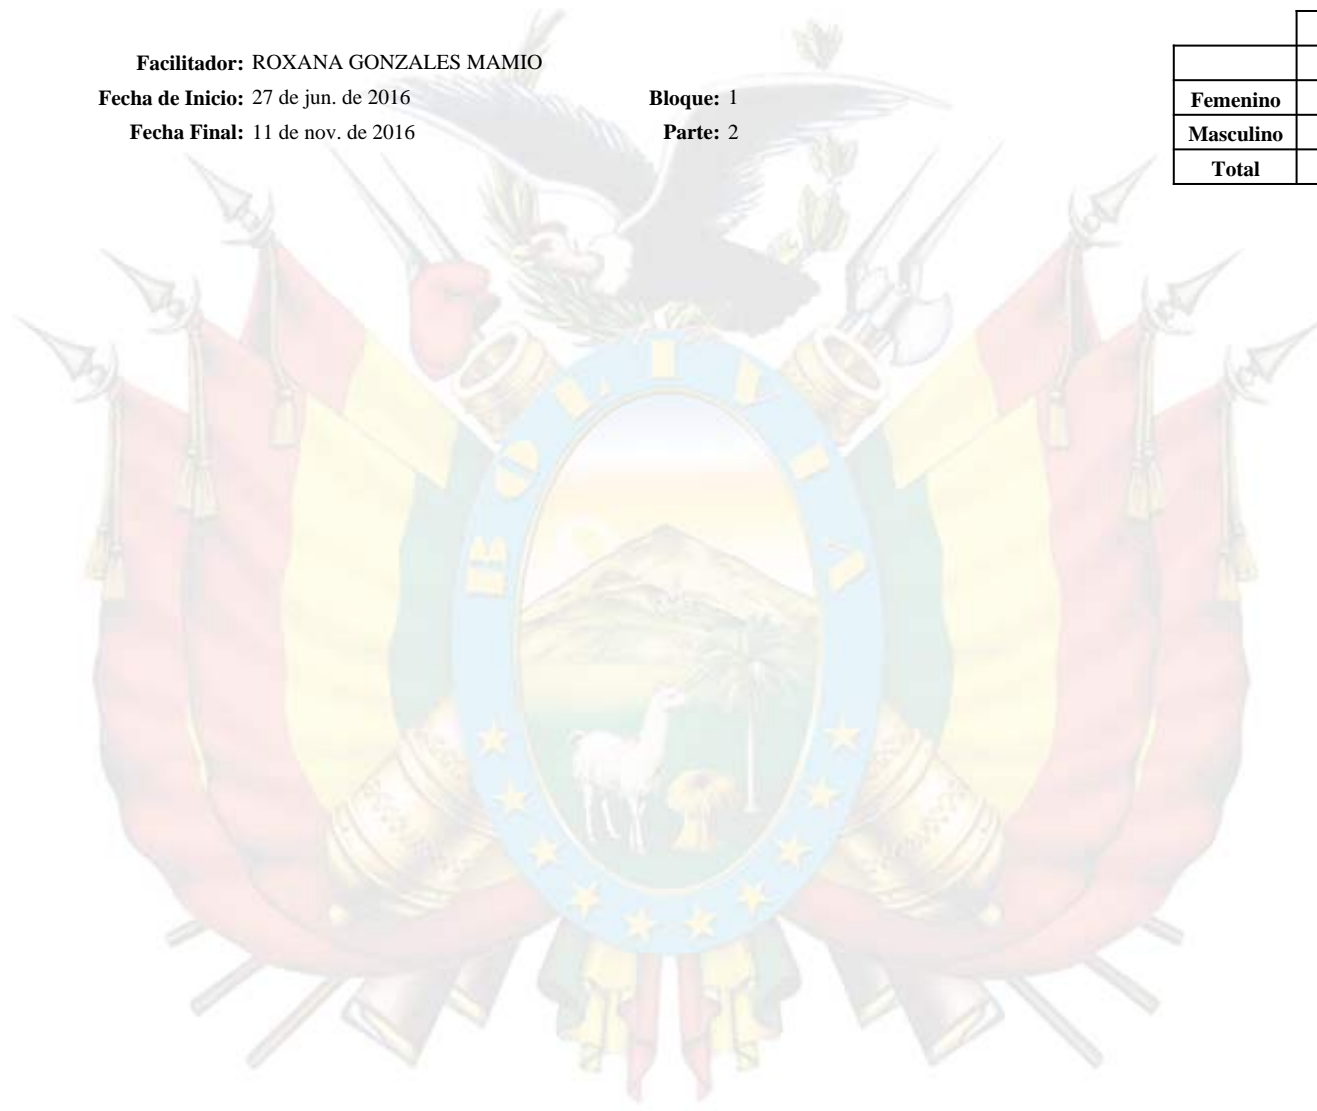 Facilitador: ROXANA GONZALES MAMIO
Fecha de Inicio: 27 de jun. de 2016 Bloque: 1
Fecha Final: 11 de nov. de 2016 Parte: 2
Femenino
Masculino
Total
BOLIVIA